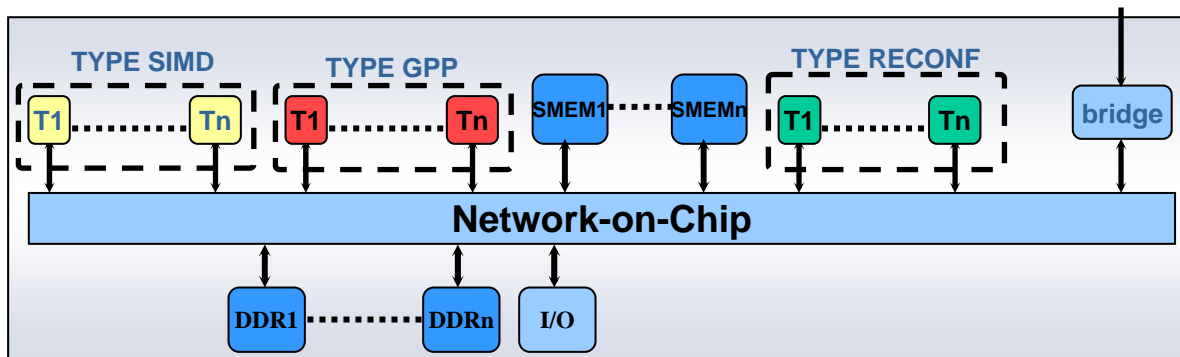 TYPE SIMD
TYPE GPP
TYPE RECONF
T1
Tn
T1
Tn
SMEM1
SMEMn
T1
Tn
bridge
Network-on-Chip
DDR1
DDRn
I/O